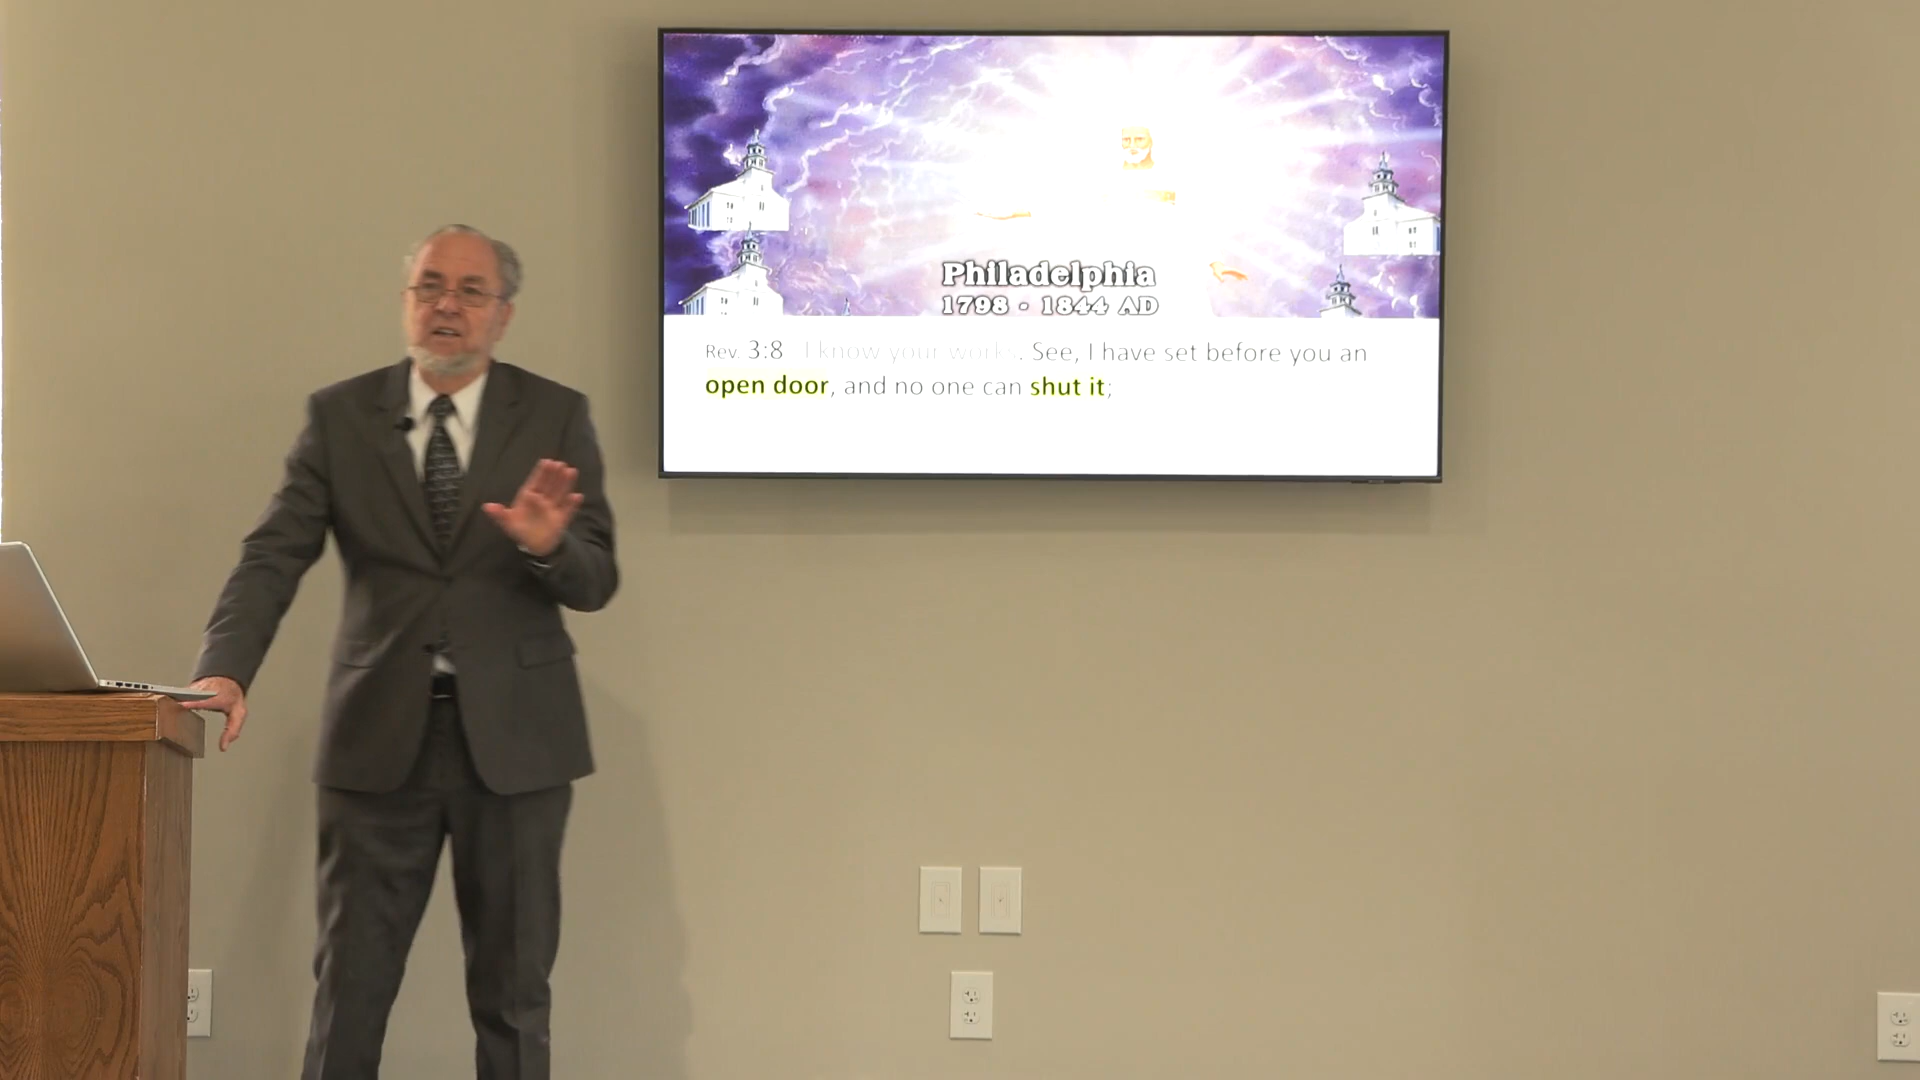 Philadelphia
1798 - 1844 AD
Rev. 3:8 I know your works. See, I have set before you an
open door, and no one can shut it;